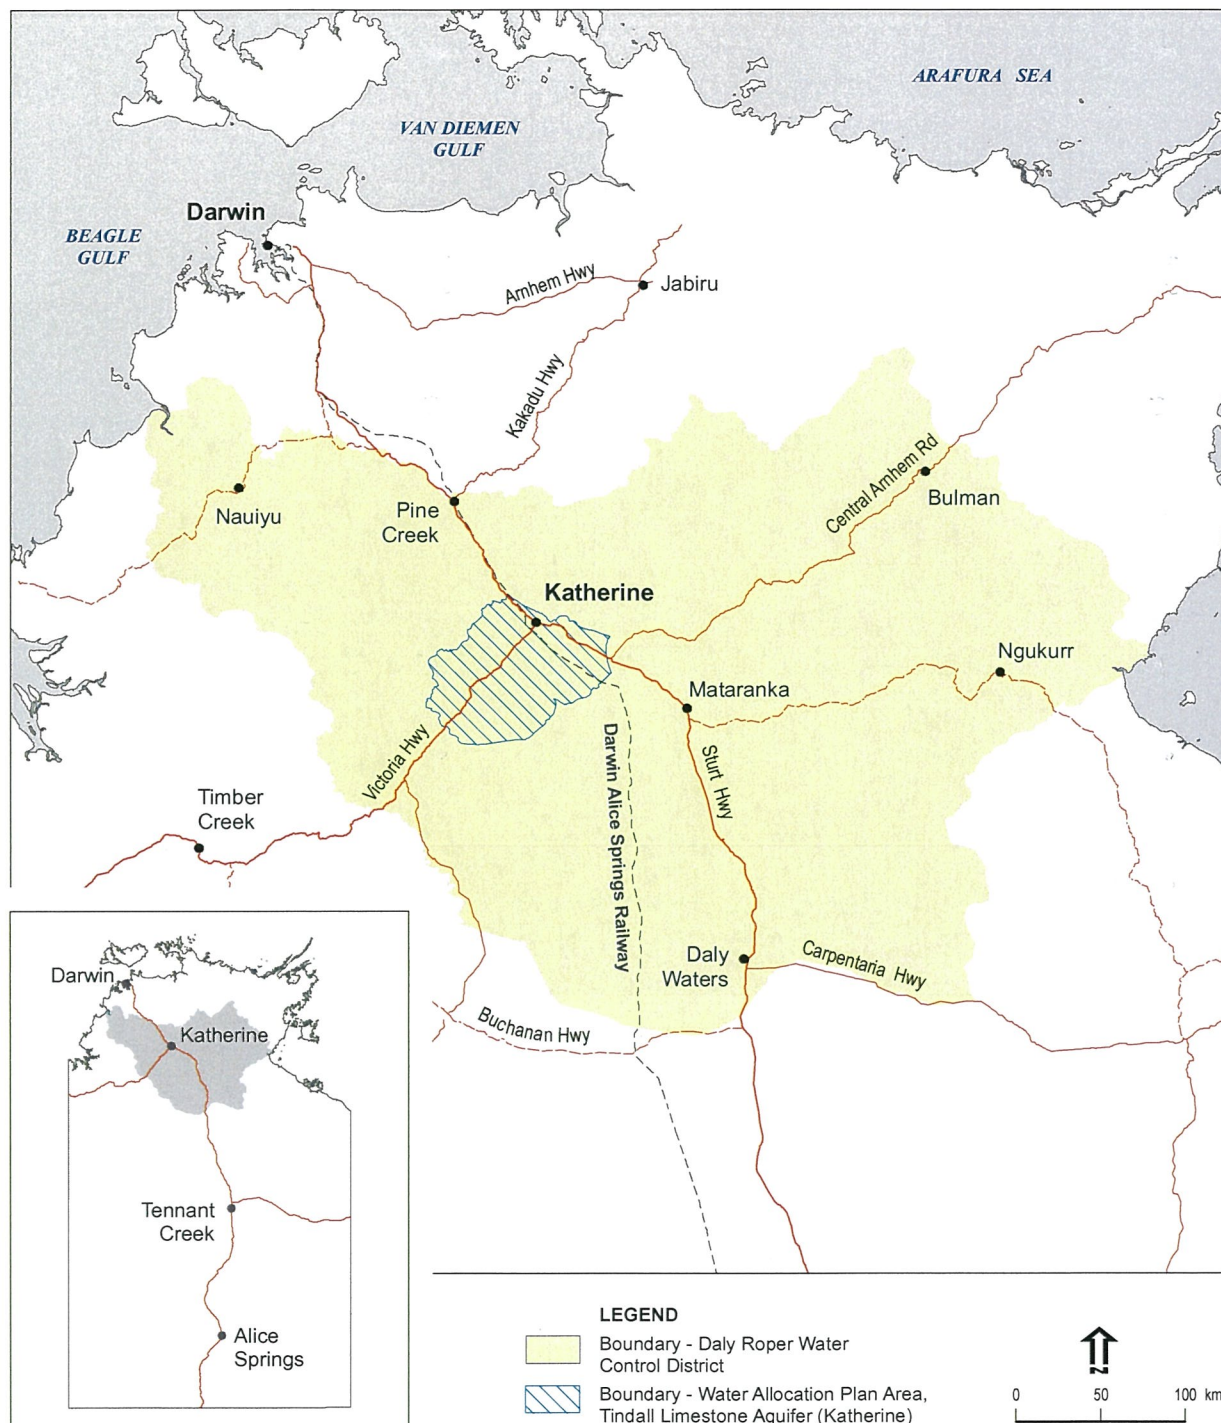 ARAFURA SEA
VAN DIEMEN
GULF
Darwin
BEAGLE
GULF
Arnhem Hwy
Jabiru
Kakadu Hwy
Central Arnhem Rd
Bulman
Nauiyu
Pine
Creek
Katherine
Ngukurr
Mataranka
Victoria Hwy
Sturt Hwy
Darwin Alice Springs Railway
Timber
Creek
Daly
Waters
Carpentaria Hwy
Buchanan Hwy
Darwin
Katherine
Tennant
Creek
Alice
Springs
LEGEND
Boundary - Daly Roper Water
Control District
Boundary - Water Allocation Plan Area,
Tindall Limestone Aquifer (Katherine)
N
0 50 100 km